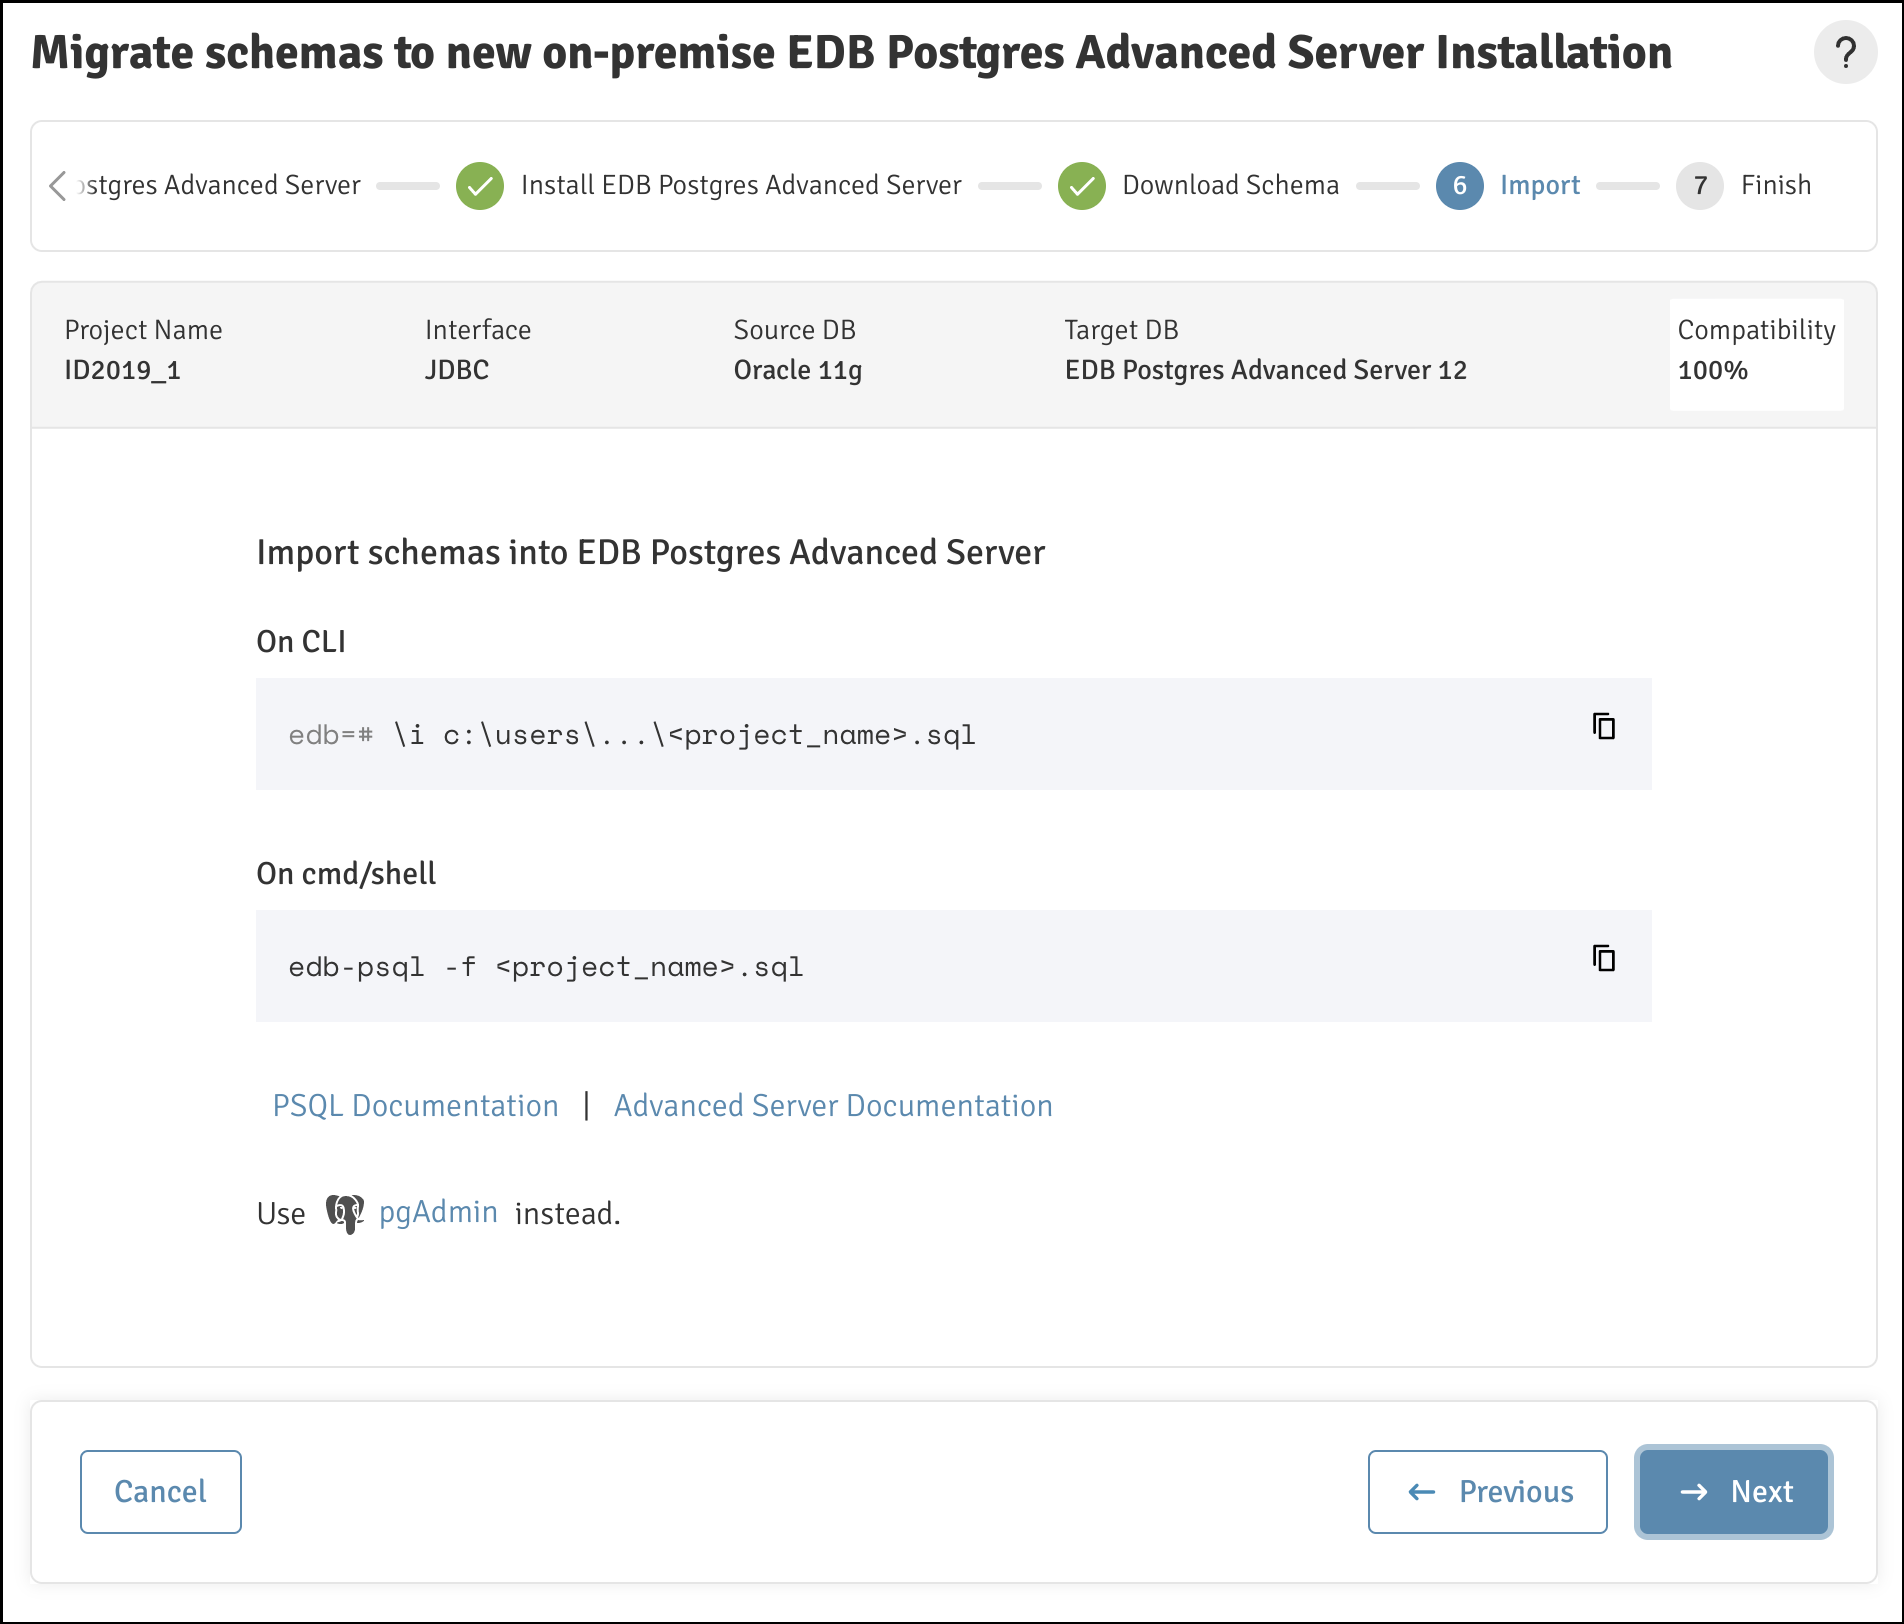 Migrate schemas to new on-premise EDB Postgres Advanced Server Installation
?
Advanced Server
Install EDB Postgres Advanced Server
Download Schema
6 Import
7 Finish
Project Name
ID2019_1
Interface
JDBC
Source DB
Oracle 11g
Target DB
EDB Postgres Advanced Server 12
Compatibility
100%
Import schemas into EDB Postgres Advanced Server
On CLI
edb=# \i c:\users\...\<project_name>.sql
On cmd/shell
edb-psql -f <project_name>.sql
PSQL Documentation | Advanced Server Documentation
Use pgAdmin instead.
Cancel
← Previous
→ Next